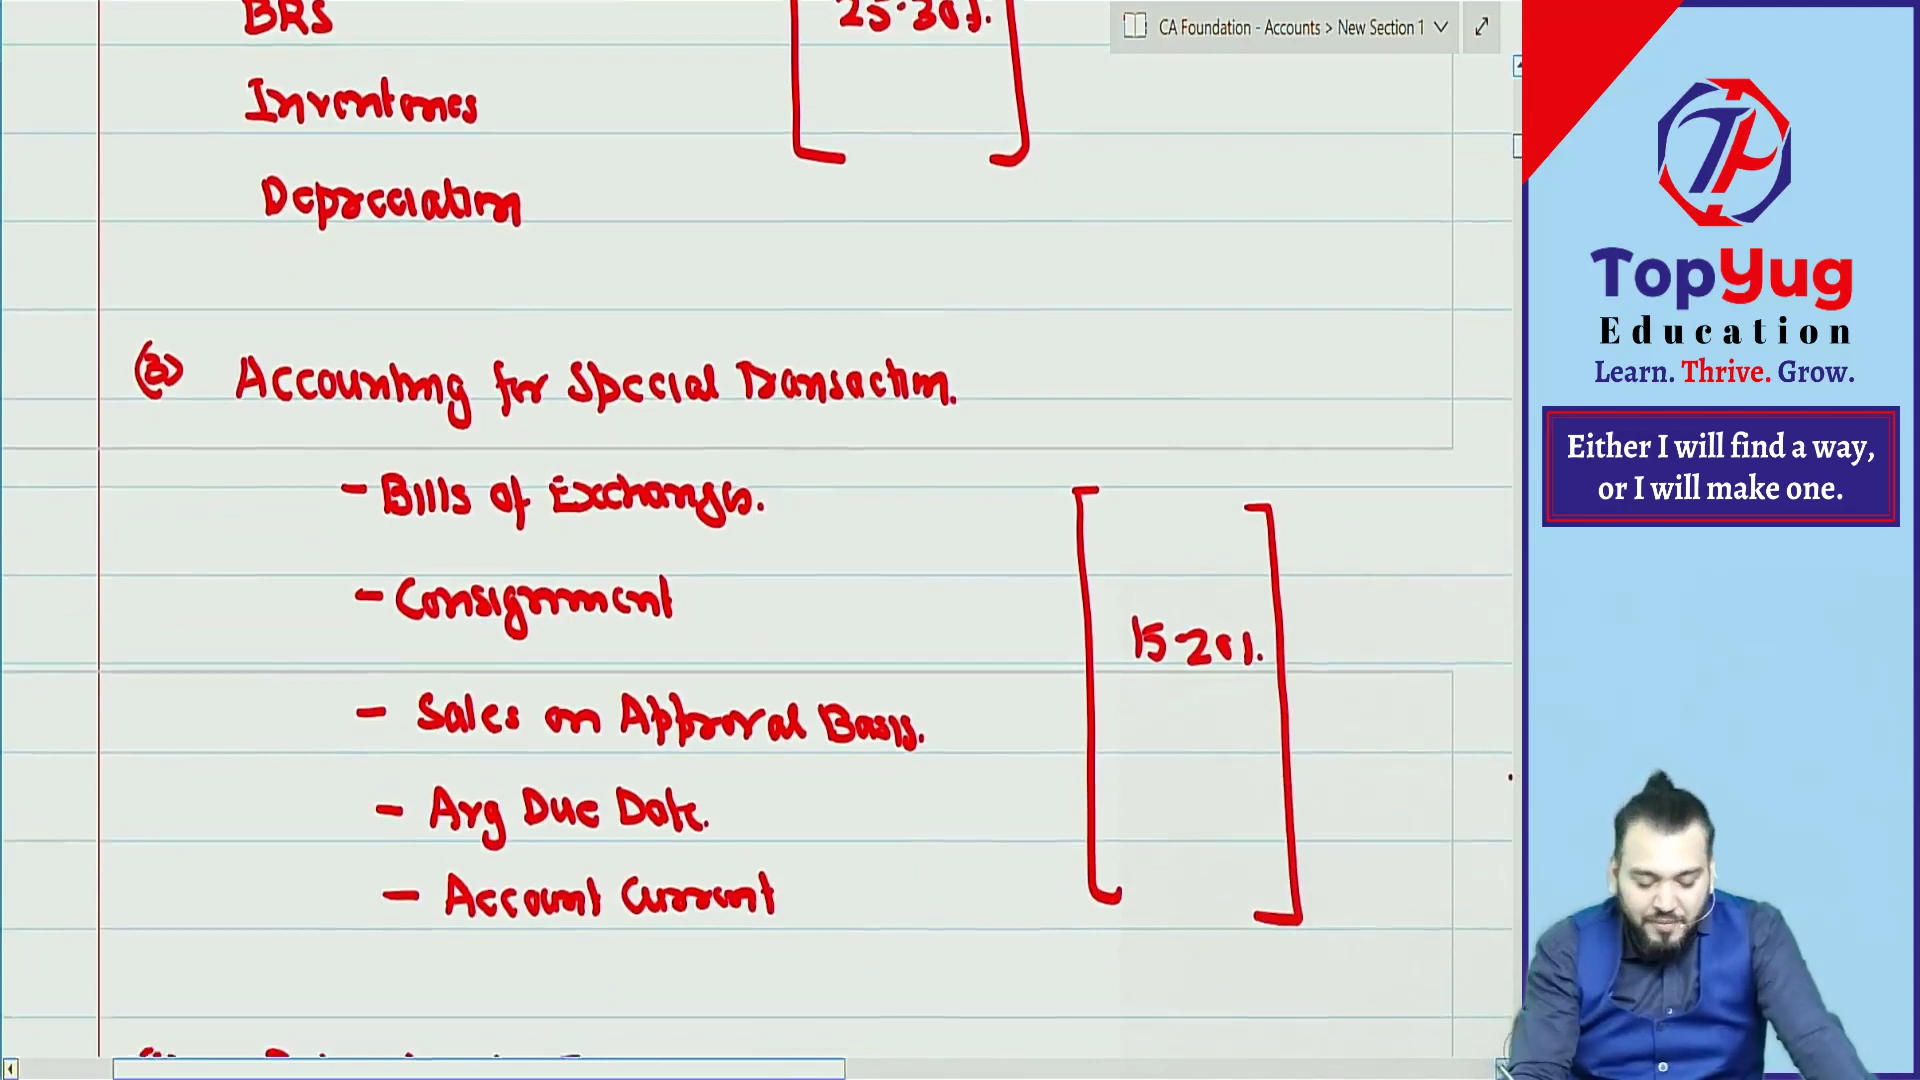 BRS
25-30%.
CA Foundation - Accounts > New Section 1
Inventories
Depreciation
(3) Accounting for Special Transaction.
- Bills of Exchanges.
- Consignment
15-20%.
- Sales on Approval Basis.
- Avg Due Date.
- Account Current
TopYug
Education
Learn. Thrive. Grow.
Either I will find a way,
or I will make one.